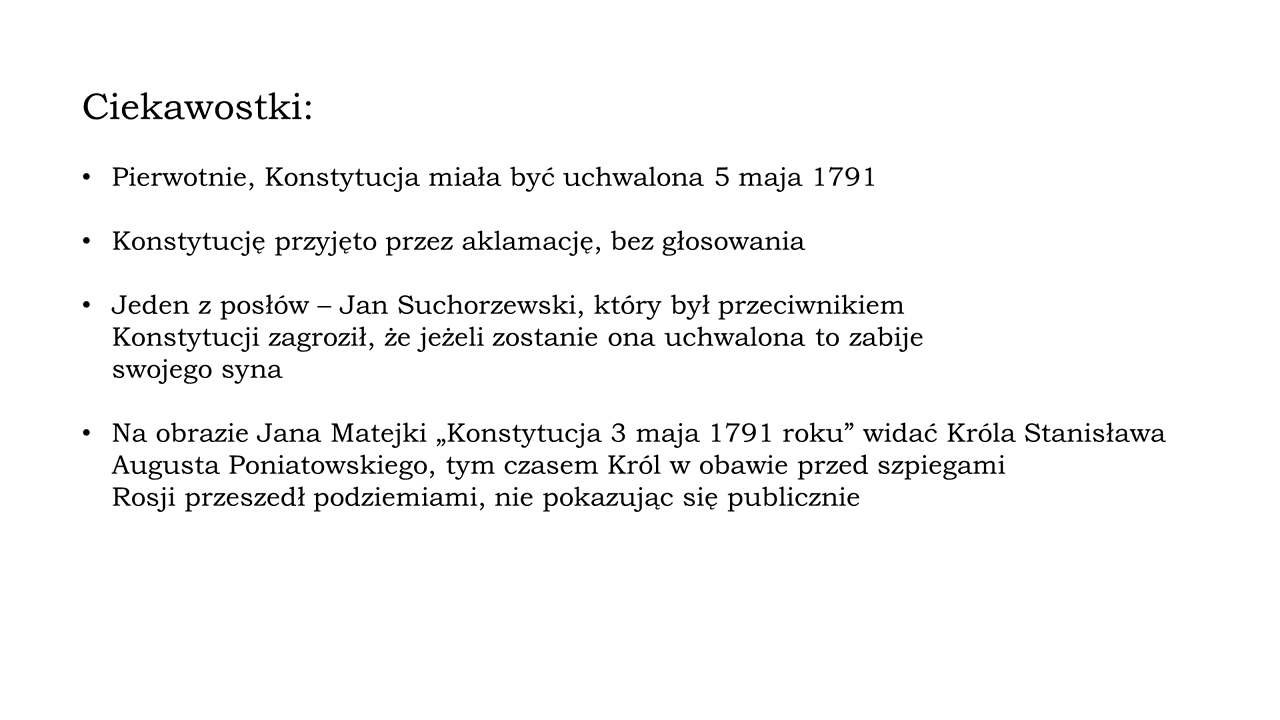 Ciekawostki:
• Pierwotnie, Konstytucja miała być uchwalona 5 maja 1791
• Konstytucję przyjęto przez aklamację, bez głosowania
• Jeden z posłów – Jan Suchorzewski, który był przeciwnikiem
Konstytucji zagroził, że jeżeli zostanie ona uchwalona to zabije
swojego syna
• Na obrazie Jana Matejki „Konstytucja 3 maja 1791 roku” widać Króla Stanisława
Augusta Poniatowskiego, tym czasem Król w obawie przed szpiegami
Rosji przeszedł podziemiami, nie pokazując się publicznie